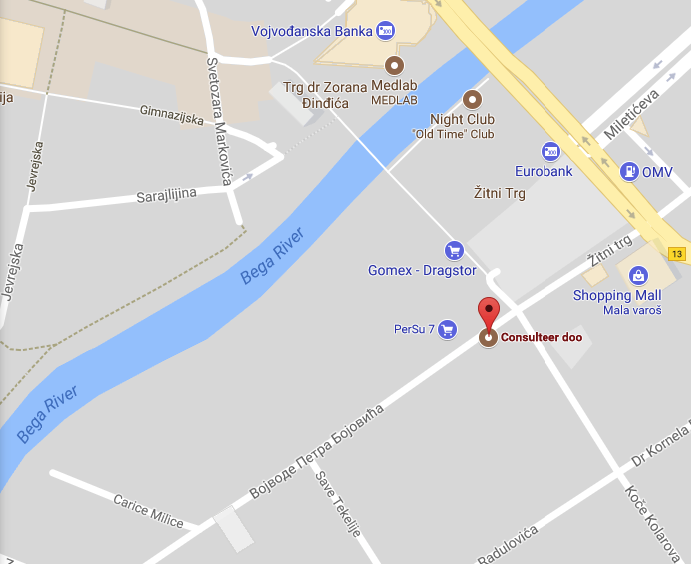 Vojvođanska Banka
Svetozara Markovića
ija
Trg dr Zorana
Đinđića
Medlab
MEDLAB
Gimnazijska
Night Club
"Old Time" Club
Miletićeva
Jevrejska
Eurobank
OMV
Sarajlijina
Žitni Trg
Jevrejska
Bega River
Žitni trg
13
Gomex - Dragstor
Shopping Mall
Mala varoš
PerSu 7
Consulteer doo
Bega River
Војводе Петра Бојовића
Dr Kornela
Carice Milice
Save Tekelije
Koče Kolarova
Radulovića